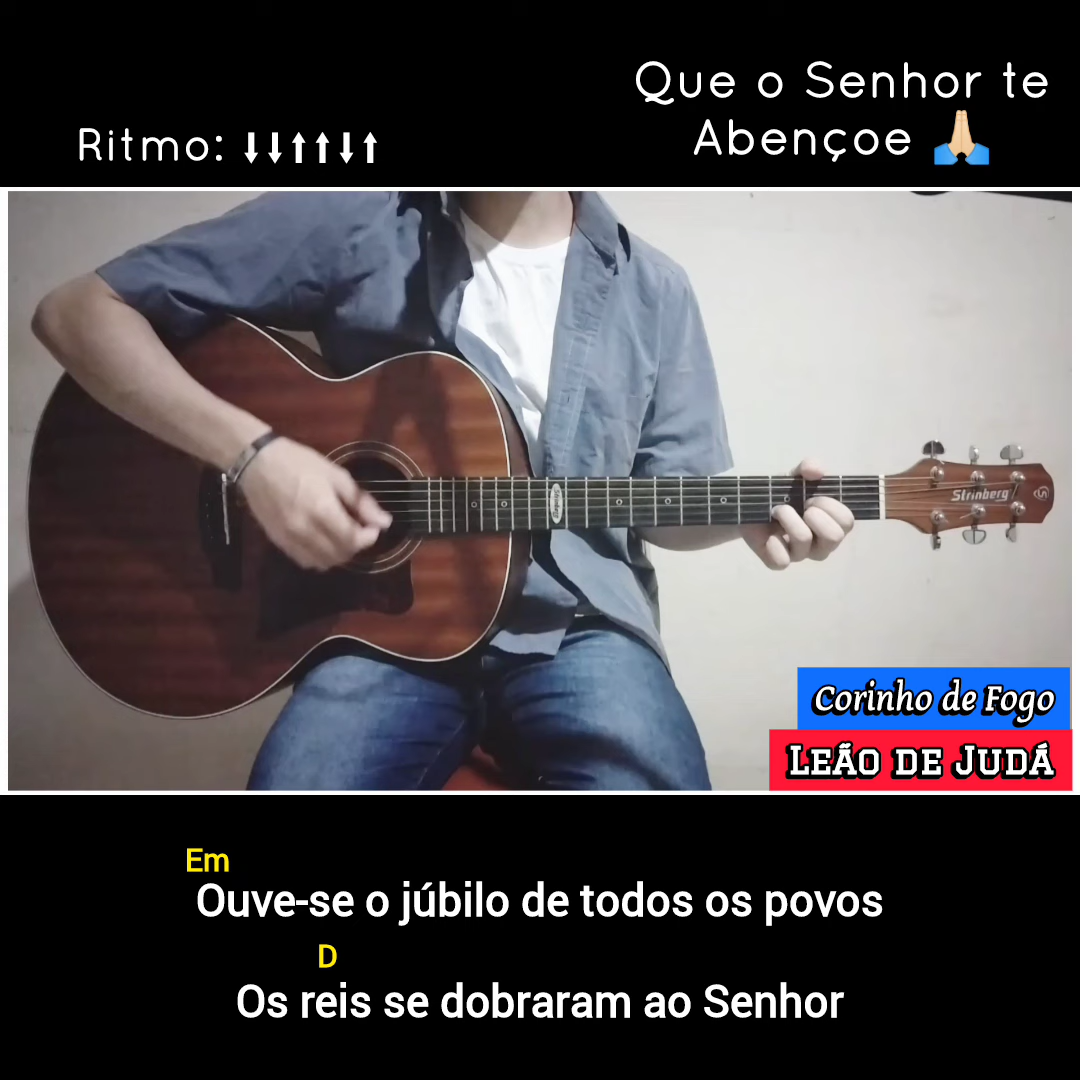 Que o Senhor te
Abençoe 🙏🏻
Ritmo: ⬇⬇⬆⬆⬇⬆
Strinberg
Corinho de Fogo
Leão de Judá
Em
Ouve-se o júbilo de todos os povos
D
Os reis se dobraram ao Senhor